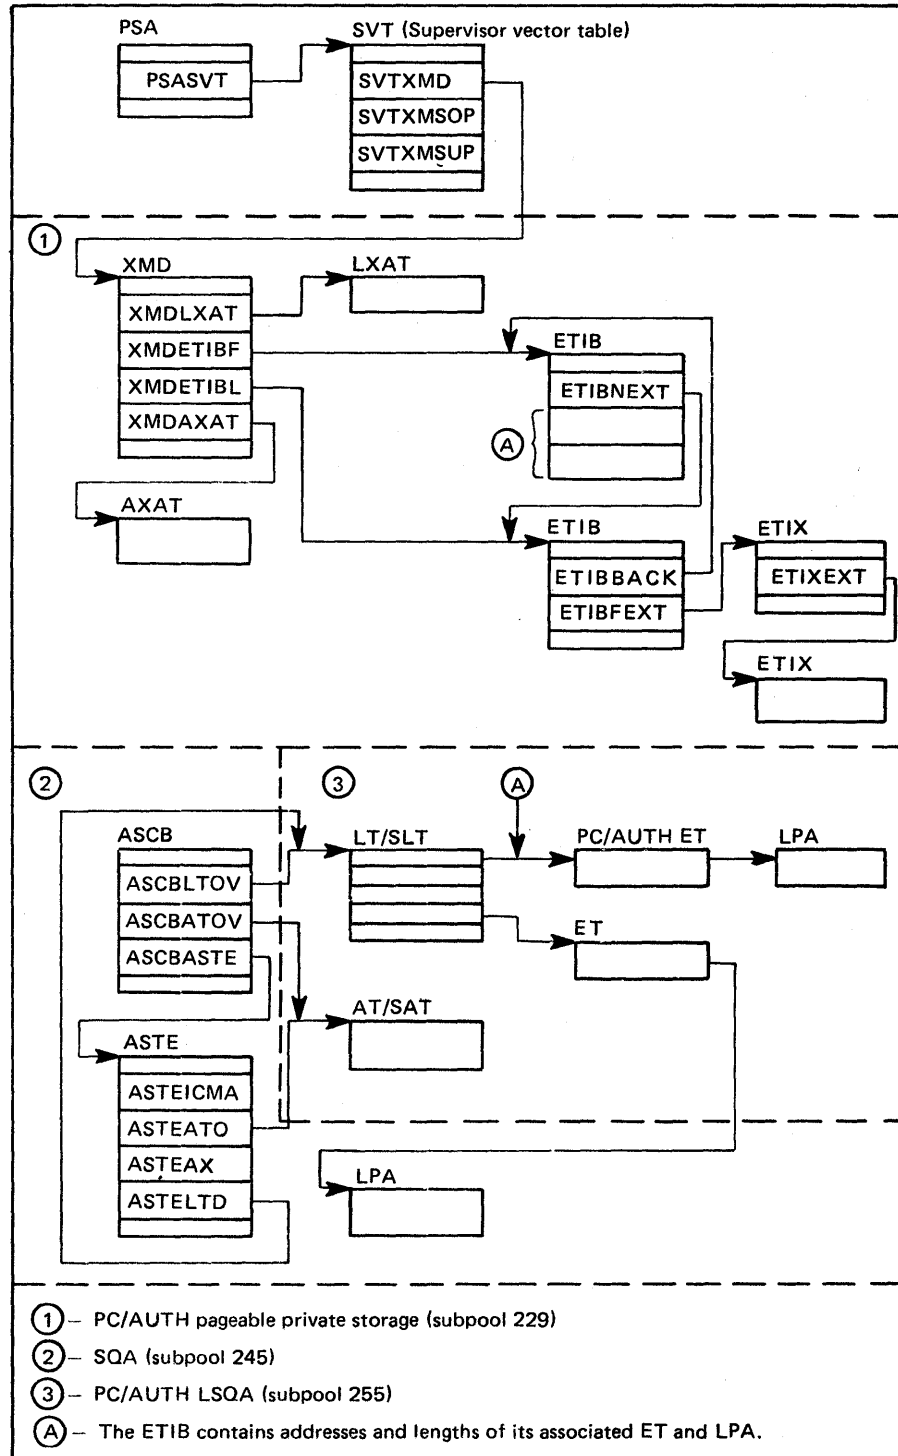 PSA
SVT (Supervisor vector table)
PSASVT
SVTXMD
SVTXMSOP
SVTXMSUP
1
XMD
LXAT
XMDLXAT
XMDETIBF
XMDETIBL
XMDAXAT
ETIB
ETIBNEXT
A
AXAT
ETIB
ETIBBACK
ETIBFEXT
ETIX
ETIXEXT
ETIX
2
3
A
ASCB
ASCBLTOV
ASCBATOV
ASCBASTE
LT/SLT
PC/AUTH ET
LPA
ET
AT/SAT
ASTE
ASTEICMA
ASTEATO
ASTEAX
ASTELTD
LPA
1 – PC/AUTH pageable private storage (subpool 229)
2 – SQA (subpool 245)
3 – PC/AUTH LSQA (subpool 255)
A – The ETIB contains addresses and lengths of its associated ET and LPA.